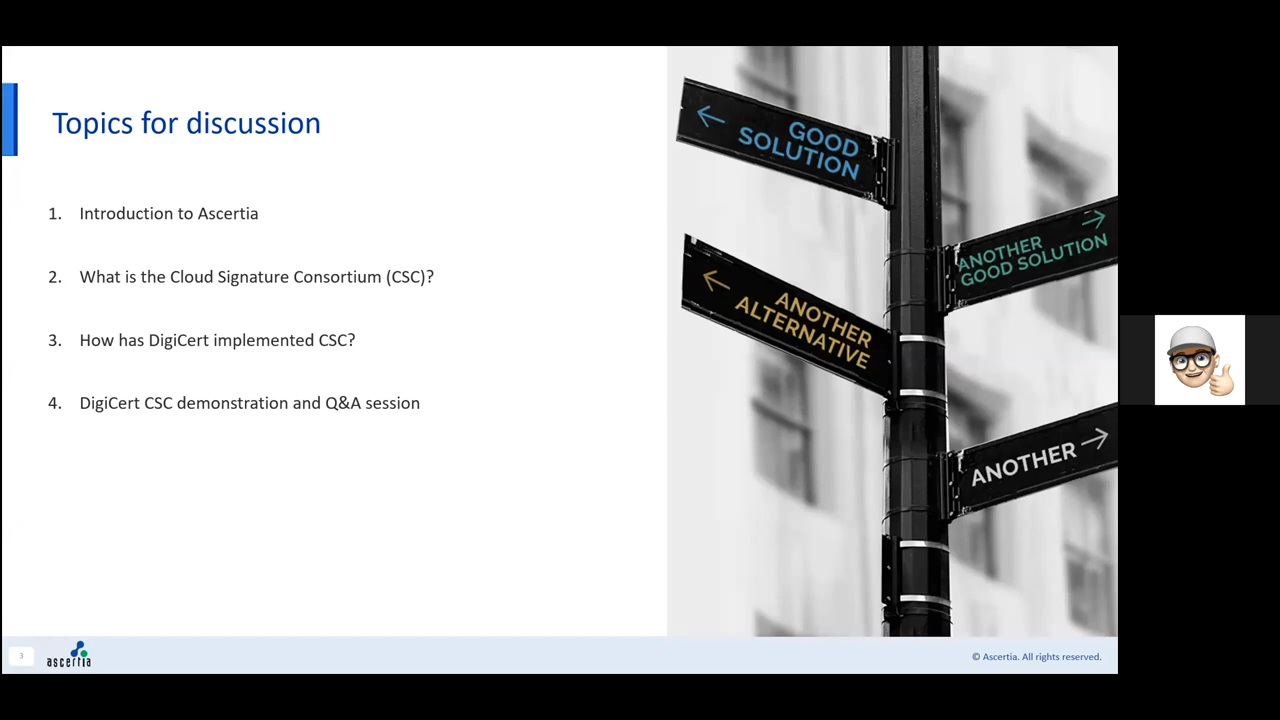 Topics for discussion
1. Introduction to Ascertia
2. What is the Cloud Signature Consortium (CSC)?
3. How has DigiCert implemented CSC?
4. DigiCert CSC demonstration and Q&A session
GOOD
SOLUTION
ANOTHER
GOOD SOLUTION
ANOTHER
ALTERNATIVE
ANOTHER
3
ascertia
© Ascertia. All rights reserved.